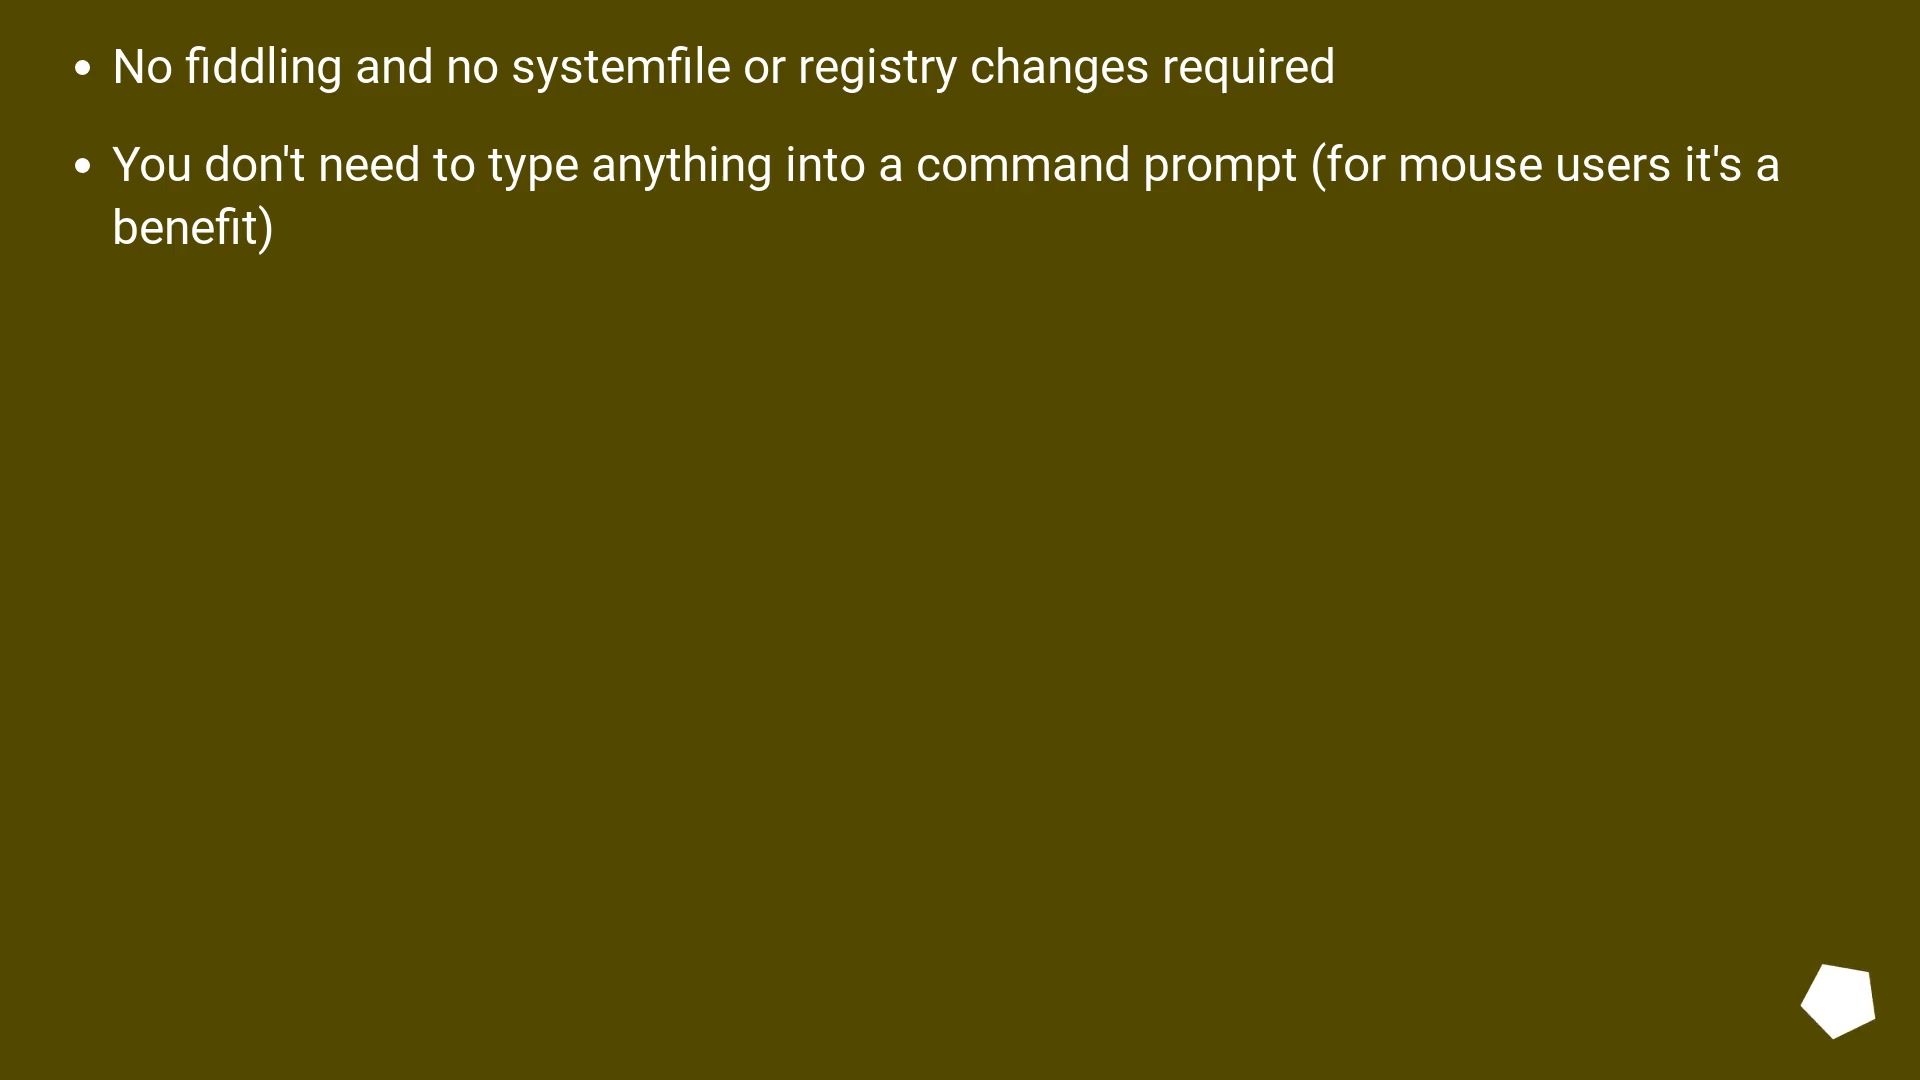 • No fiddling and no systemfile or registry changes required
• You don't need to type anything into a command prompt (for mouse users it's a
benefit)